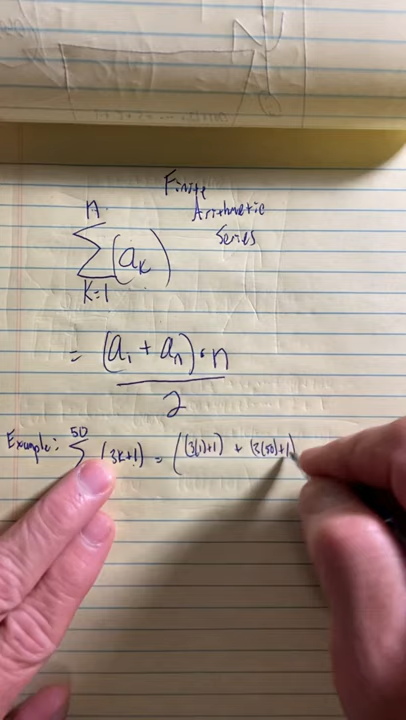 Finite
Arithmetic
Series
n
∑ (aₖ)
k=1
= (a₁ + aₙ) • n
2
Example: 50
∑ (3k+1) = ((3(1)+1) + (3(50)+1)